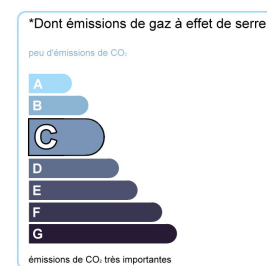 *Dont émissions de gaz à effet de serre
peu d'émissions de CO₂
A
B
C
D
E
F
G
émissions de CO₂ très importantes